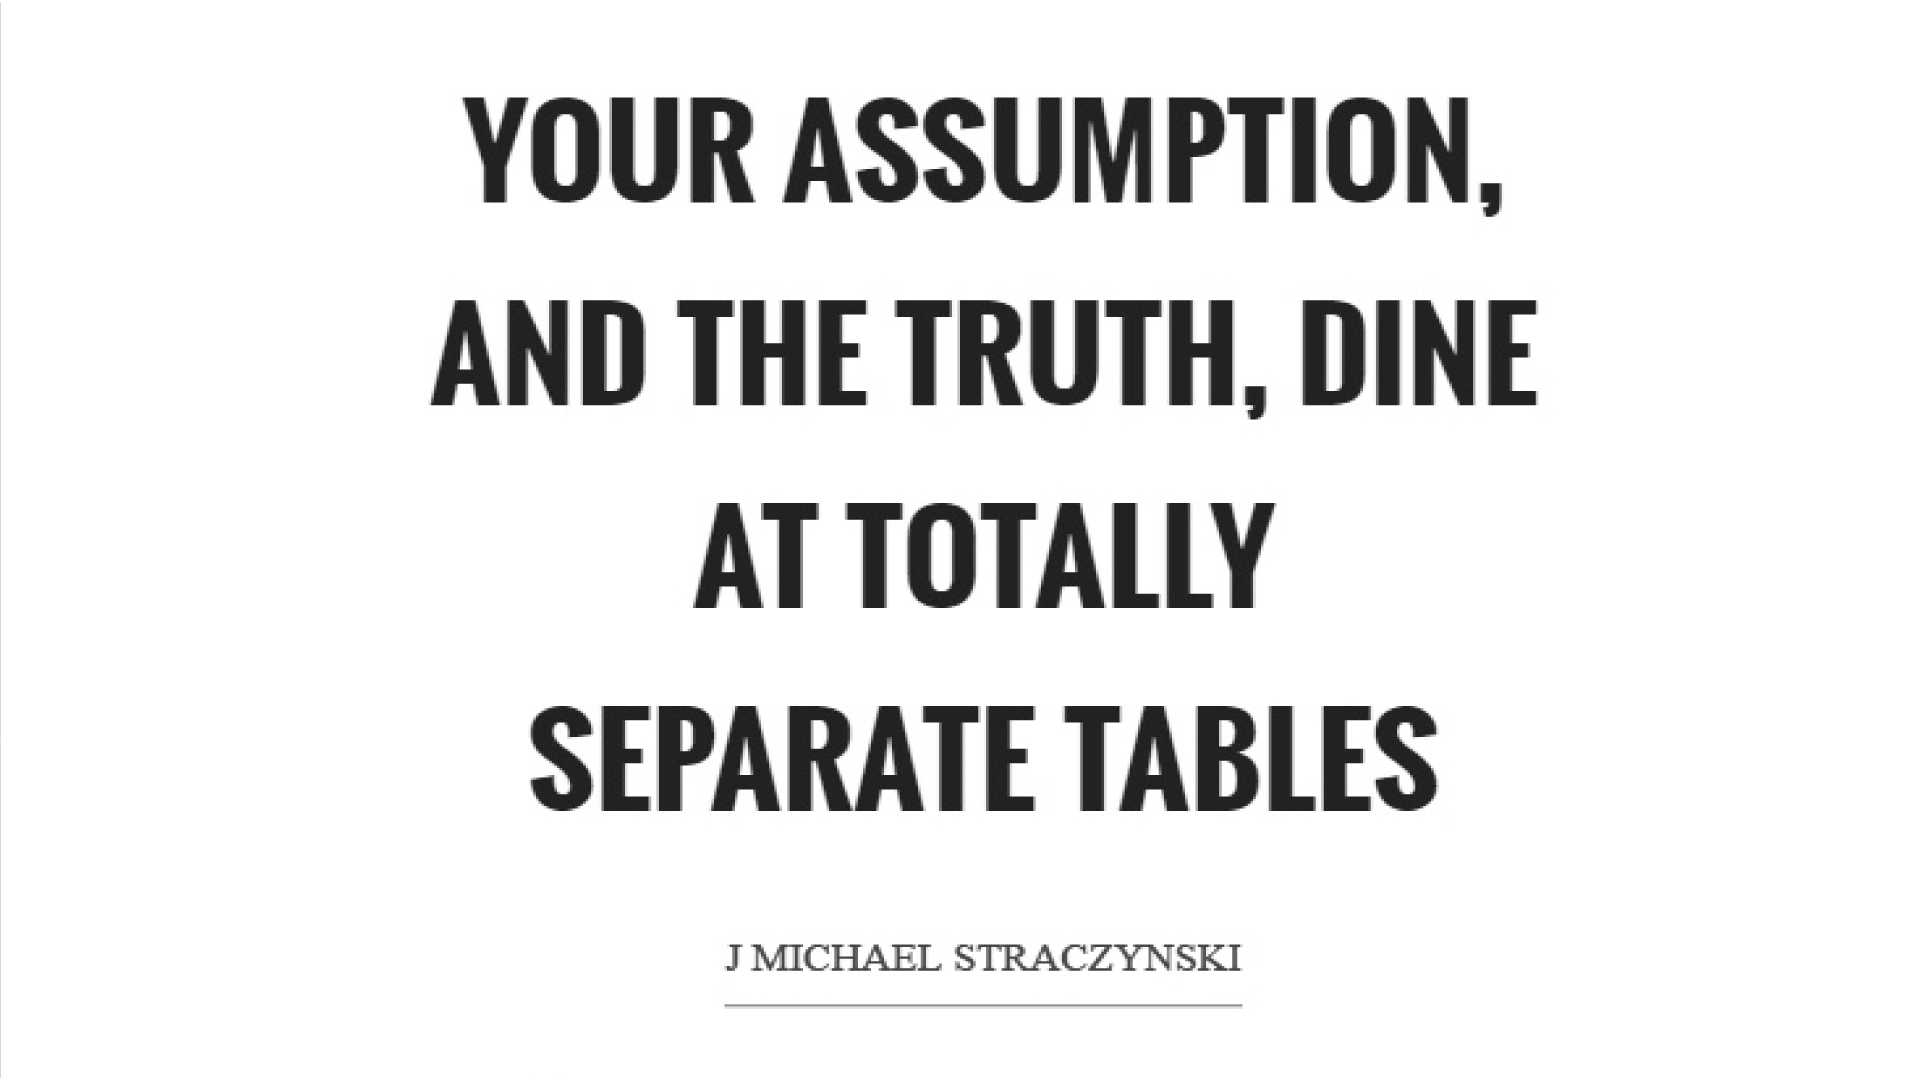 YOUR ASSUMPTION,
AND THE TRUTH, DINE
AT TOTALLY
SEPARATE TABLES
J MICHAEL STRACZYNSKI